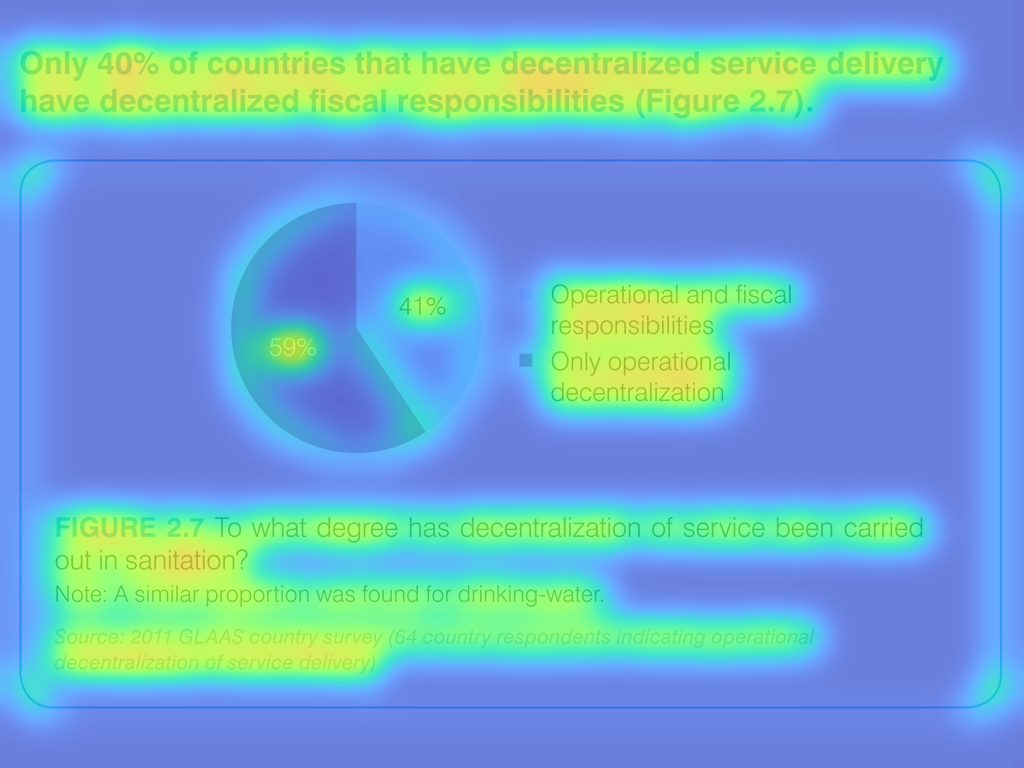 Only 40% of countries that have decentralized service delivery
have decentralized fiscal responsibilities (Figure 2.7).
41%
59%
Operational and fiscal
responsibilities
Only operational
decentralization
FIGURE 2.7 To what degree has decentralization of service been carried
out in sanitation?
Note: A similar proportion was found for drinking-water.
Source: 2011 GLAAS country survey (64 country respondents indicating operational
decentralization of service delivery)